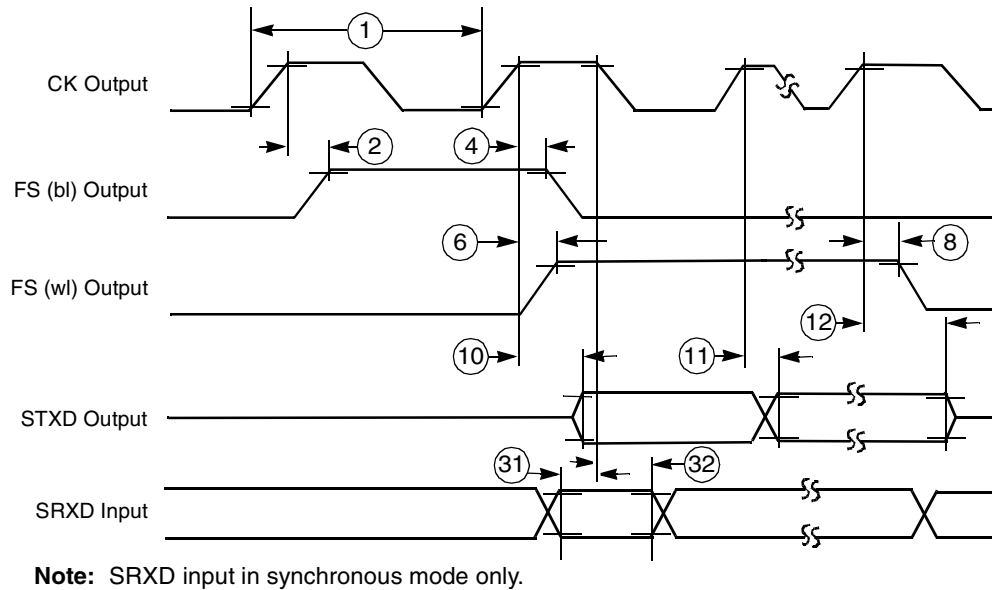 1
CK Output
2
4
FS (bl) Output
6
8
FS (wl) Output
12
10
11
STXD Output
31
32
SRXD Input
Note: SRXD input in synchronous mode only.